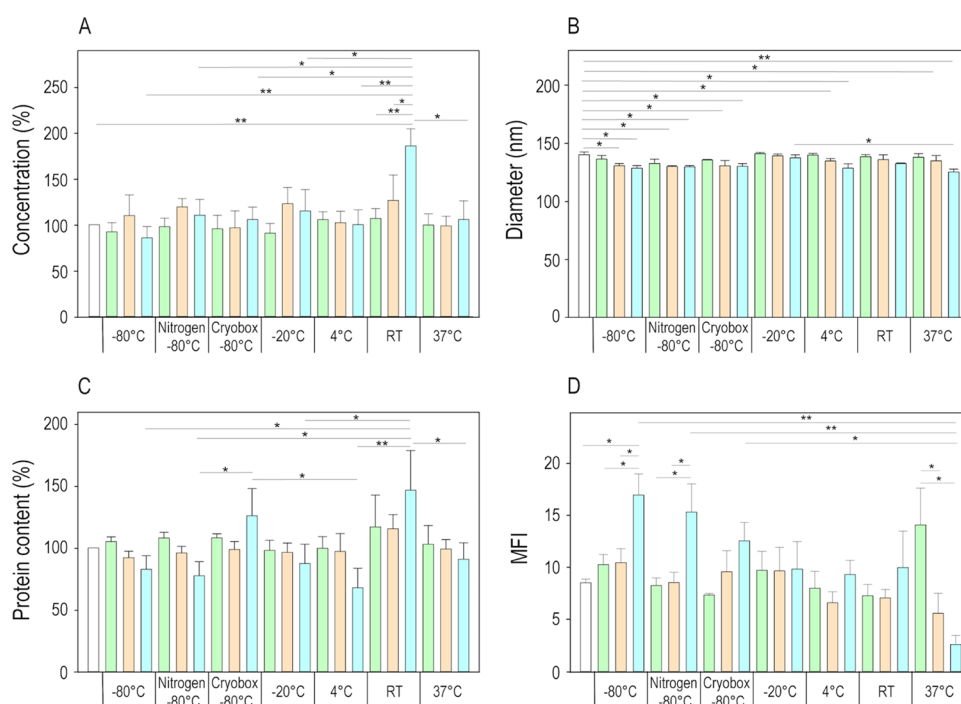 A
Concentration (%)
250
200
150
100
50
0
*
*
*
**
**
*
**
**
*
-80°C
Nitrogen
-80°C
Cryobox
-80°C
-20°C
4°C
RT
37°C
B
Diameter (nm)
200
150
100
50
0
**
*
*
*
*
*
*
*
*
*
*
-80°C
Nitrogen
-80°C
Cryobox
-80°C
-20°C
4°C
RT
37°C
C
Protein content (%)
200
150
100
50
0
*
*
*
**
*
*
*
-80°C
Nitrogen
-80°C
Cryobox
-80°C
-20°C
4°C
RT
37°C
D
MFI
20
15
10
5
0
**
**
*
*
*
*
*
*
*
*
-80°C
Nitrogen
-80°C
Cryobox
-80°C
-20°C
4°C
RT
37°C